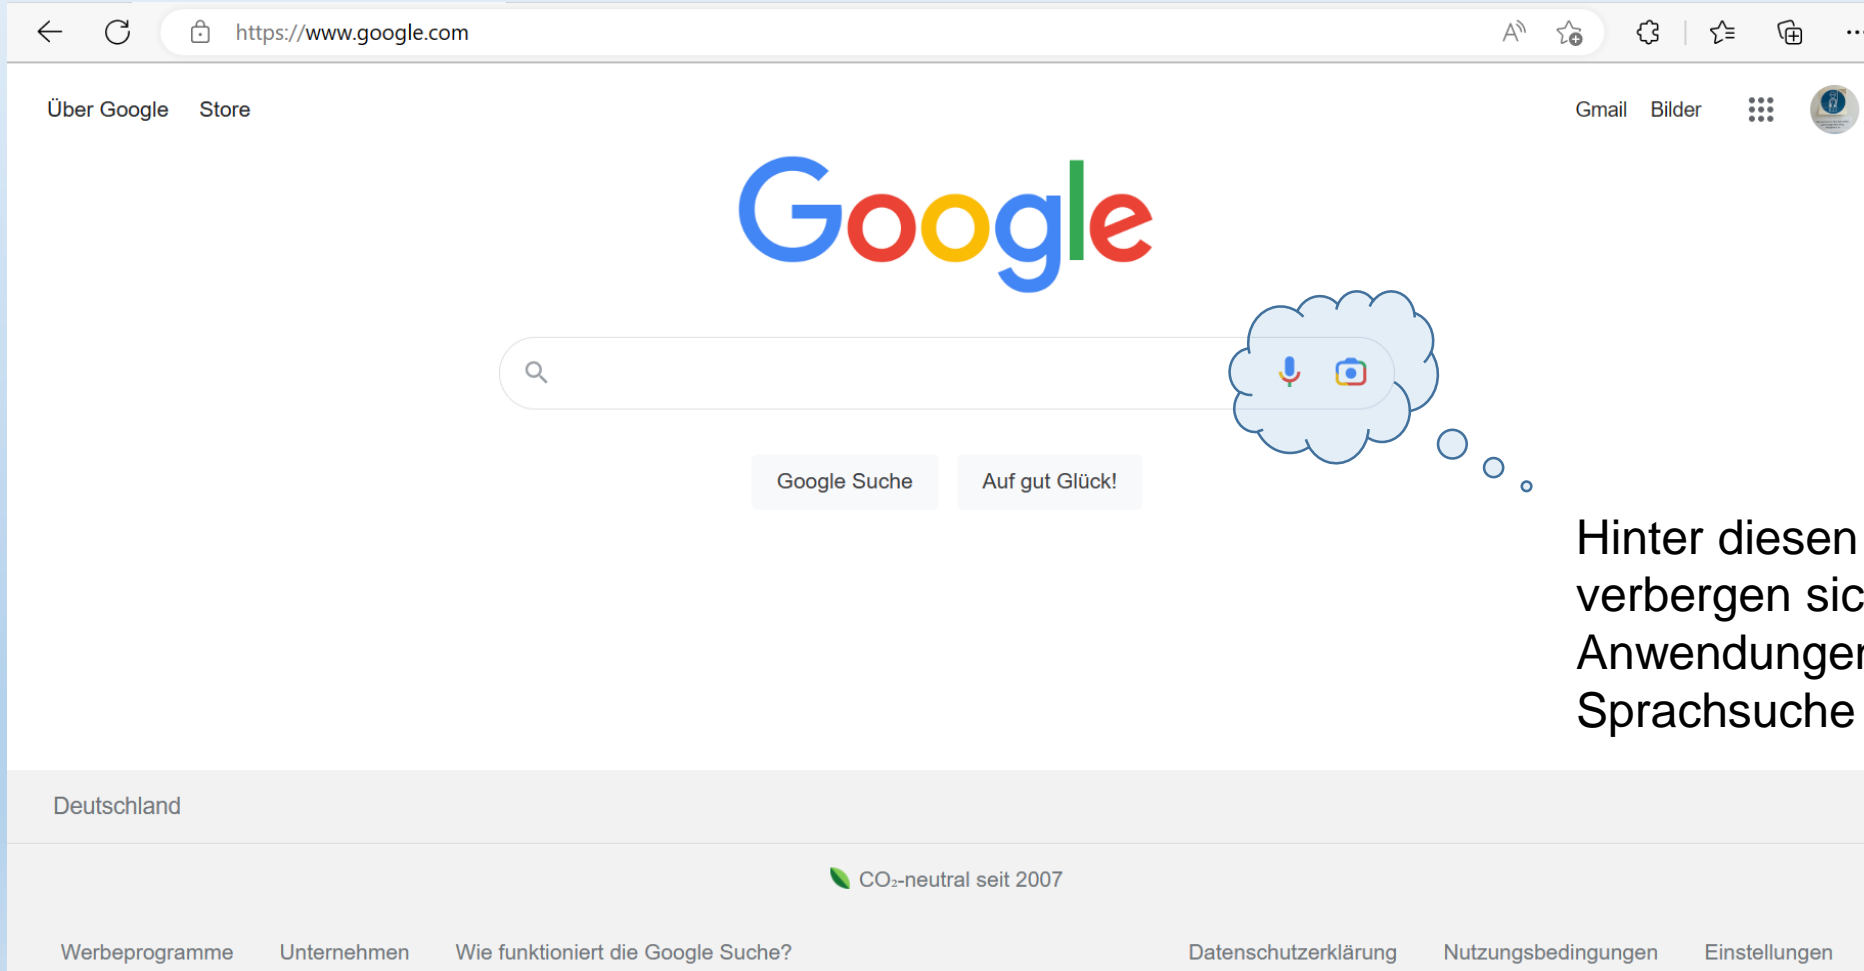 https://www.google.com
Über Google Store
Gmail Bilder
Google
Google Suche Auf gut Glück!
Hinter diesen
verbergen sic
Anwendunger
Sprachsuche
Deutschland
CO₂-neutral seit 2007
Werbeprogramme Unternehmen Wie funktioniert die Google Suche? Datenschutzerklärung Nutzungsbedingungen Einstellungen